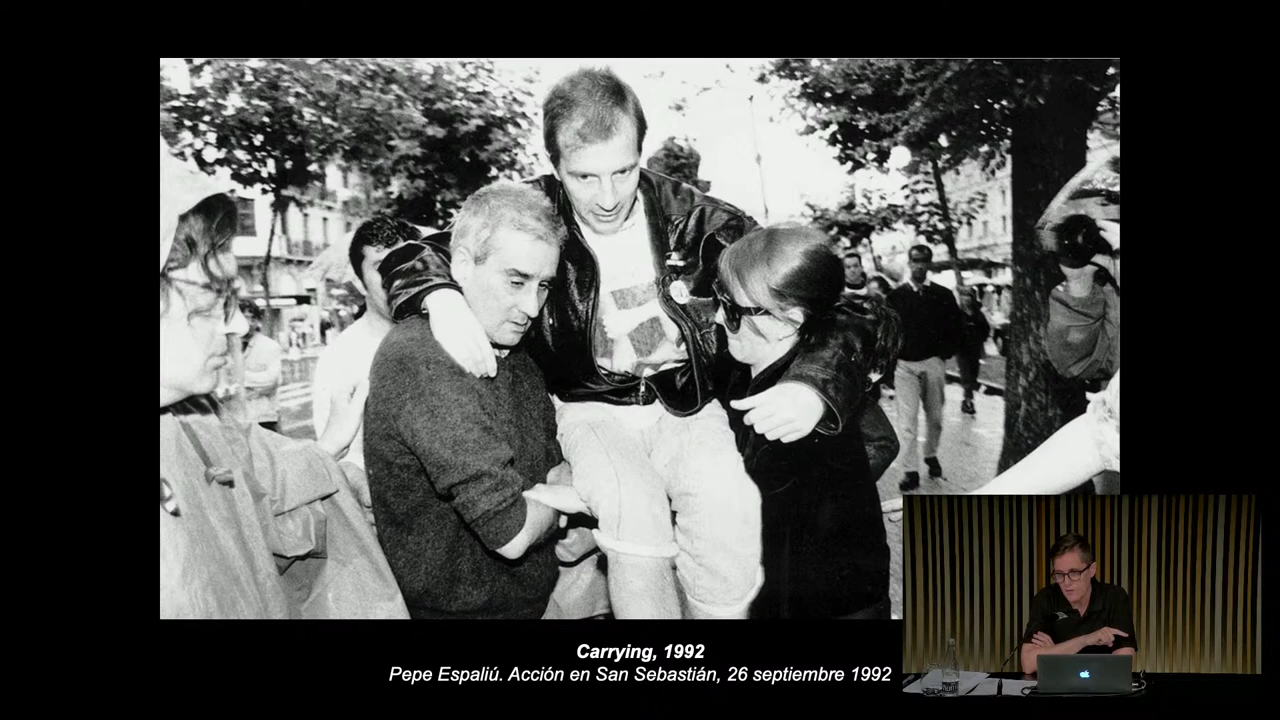 Carrying, 1992
Pepe Espaliú. Acción en San Sebastián, 26 septiembre 1992